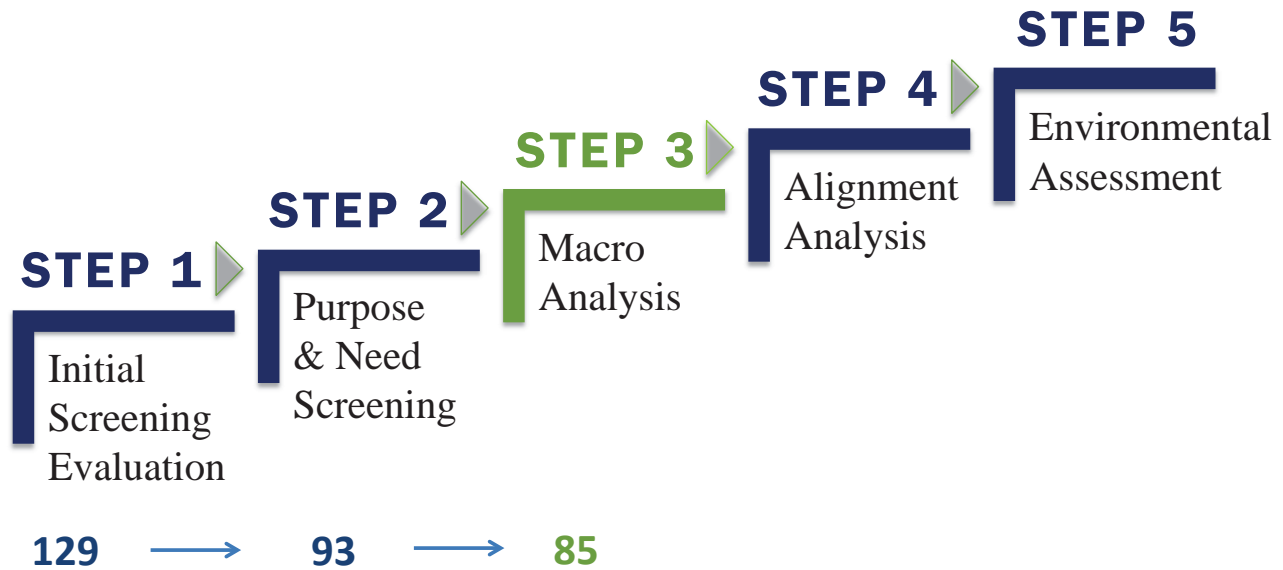 STEP 1
Initial
Screening
Evaluation
STEP 2
Purpose
& Need
Screening
STEP 3
Macro
Analysis
STEP 4
Alignment
Analysis
STEP 5
Environmental
Assessment
129
93
85